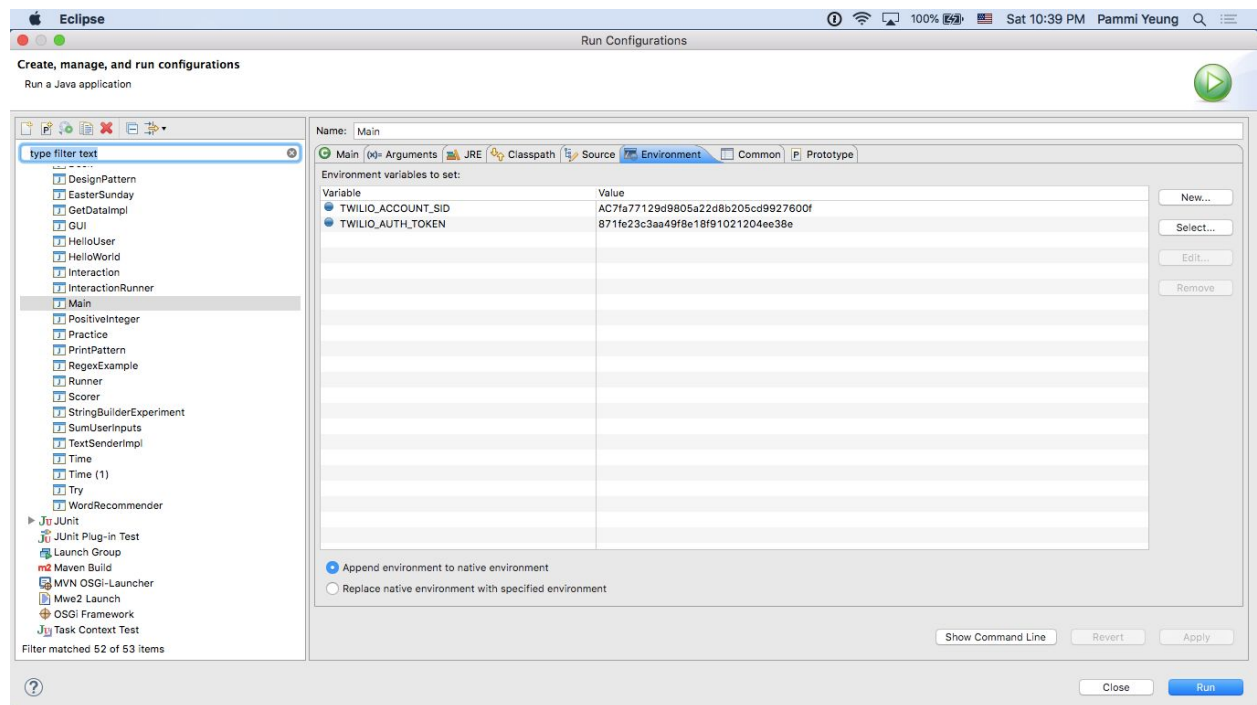 Eclipse
100%
Sat 10:39 PM Pammi Yeung
Run Configurations
Create, manage, and run configurations
Run a Java application
type filter text
DesignPattern
EasterSunday
GetDataImpl
GUI
HelloUser
HelloWorld
Interaction
InteractionRunner
Main
PositiveInteger
Practice
PrintPattern
RegexExample
Runner
Scorer
StringBuilderExperiment
SumUserInputs
TextSenderImpl
Time
Time (1)
Try
WordRecommender
JUnit
JUnit Plug-in Test
Launch Group
Maven Build
MVN OSGi-Launcher
Mwe2 Launch
OSGi Framework
Task Context Test
Filter matched 52 of 53 items
Name: Main
Main (x)= Arguments JRE Classpath Source Environment Common Prototype
Environment variables to set:
Variable Value
TWILIO_ACCOUNT_SID AC7fa77129d9805a22d8b205cd9927600f
TWILIO_AUTH_TOKEN 871fe23c3aa49f8e18f91021204ee38e
New...
Select...
Edit...
Remove
Append environment to native environment
Replace native environment with specified environment
Show Command Line Revert Apply
Close Run